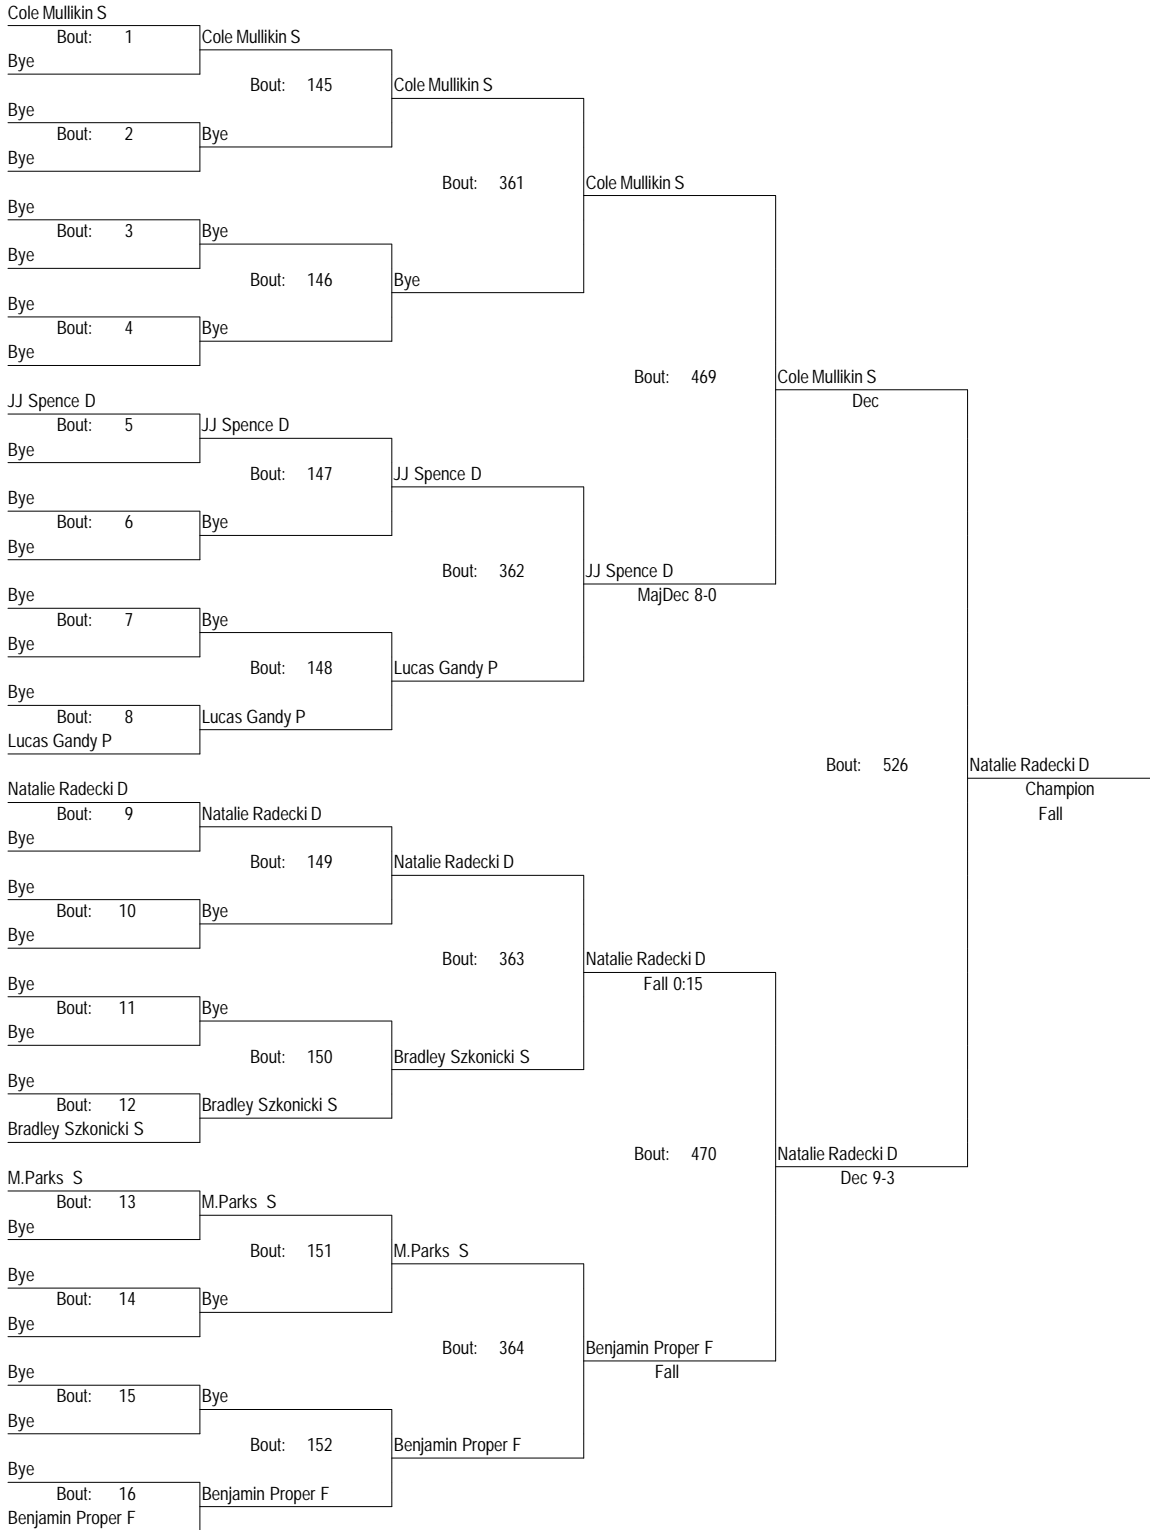 Cole Mullikin S
Bout: 1 Cole Mullikin S
Bye
Bout: 145 Cole Mullikin S
Bye
Bout: 2 Bye
Bye
Bout: 361 Cole Mullikin S
Bye
Bout: 3 Bye
Bye
Bout: 146 Bye
Bye
Bout: 4 Bye
Bye
Bout: 469 Cole Mullikin S
JJ Spence D
Dec
Bout: 5 JJ Spence D
Bye
Bout: 147 JJ Spence D
Bye
Bout: 6 Bye
Bye
Bout: 362 JJ Spence D
Bye
MajDec 8-0
Bout: 7 Bye
Bye
Bout: 148 Lucas Gandy P
Bye
Bout: 8 Lucas Gandy P
Lucas Gandy P
Bout: 526 Natalie Radecki D
Natalie Radecki D
Champion
Bout: 9 Natalie Radecki D
Fall
Bye
Bout: 149 Natalie Radecki D
Bye
Bout: 10 Bye
Bye
Bout: 363 Natalie Radecki D
Bye
Fall 0:15
Bout: 11 Bye
Bye
Bout: 150 Bradley Szkonicki S
Bye
Bout: 12 Bradley Szkonicki S
Bradley Szkonicki S
Bout: 470 Natalie Radecki D
M.Parks S
Dec 9-3
Bout: 13 M.Parks S
Bye
Bout: 151 M.Parks S
Bye
Bout: 14 Bye
Bye
Bout: 364 Benjamin Proper F
Bye
Fall
Bout: 15 Bye
Bye
Bout: 152 Benjamin Proper F
Bye
Bout: 16 Benjamin Proper F
Benjamin Proper F